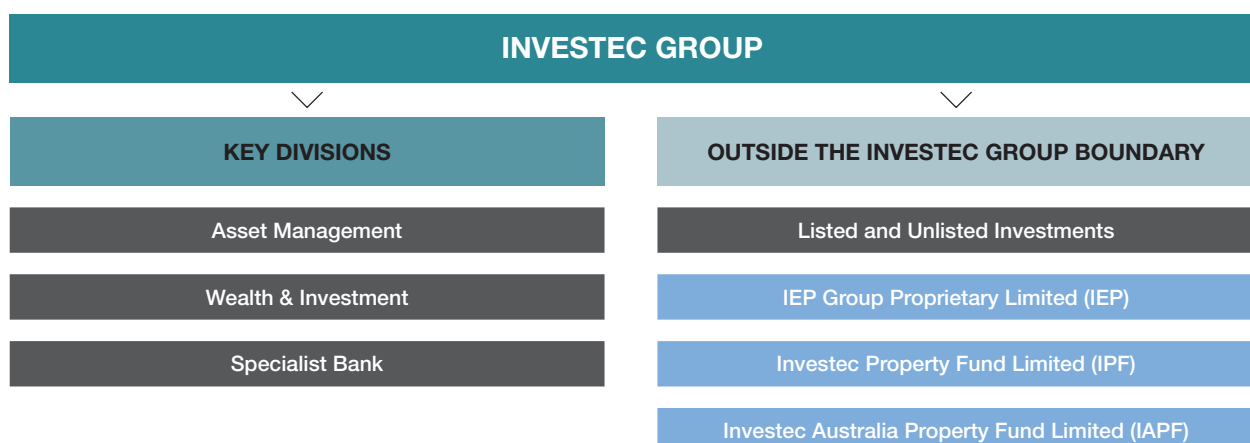 INVESTEC GROUP
KEY DIVISIONS
Asset Management
Wealth & Investment
Specialist Bank
OUTSIDE THE INVESTEC GROUP BOUNDARY
Listed and Unlisted Investments
IEP Group Proprietary Limited (IEP)
Investec Property Fund Limited (IPF)
Investec Australia Property Fund Limited (IAPF)